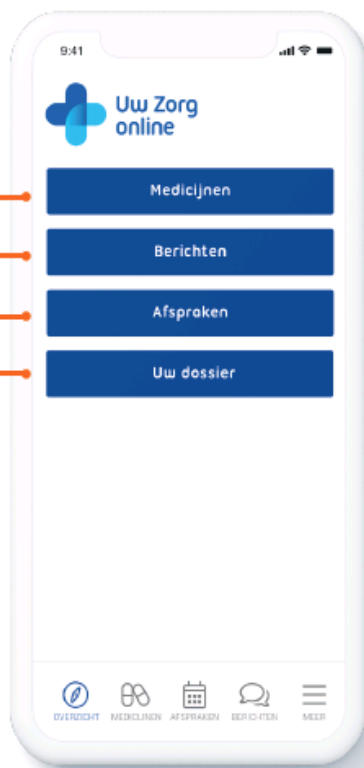 9:41
Uw Zorg
online
Medicijnen
Berichten
Afspraken
Uw dossier
OVERZICHT MEDICIJNEN AFSPRAKEN BERICHTEN MEER